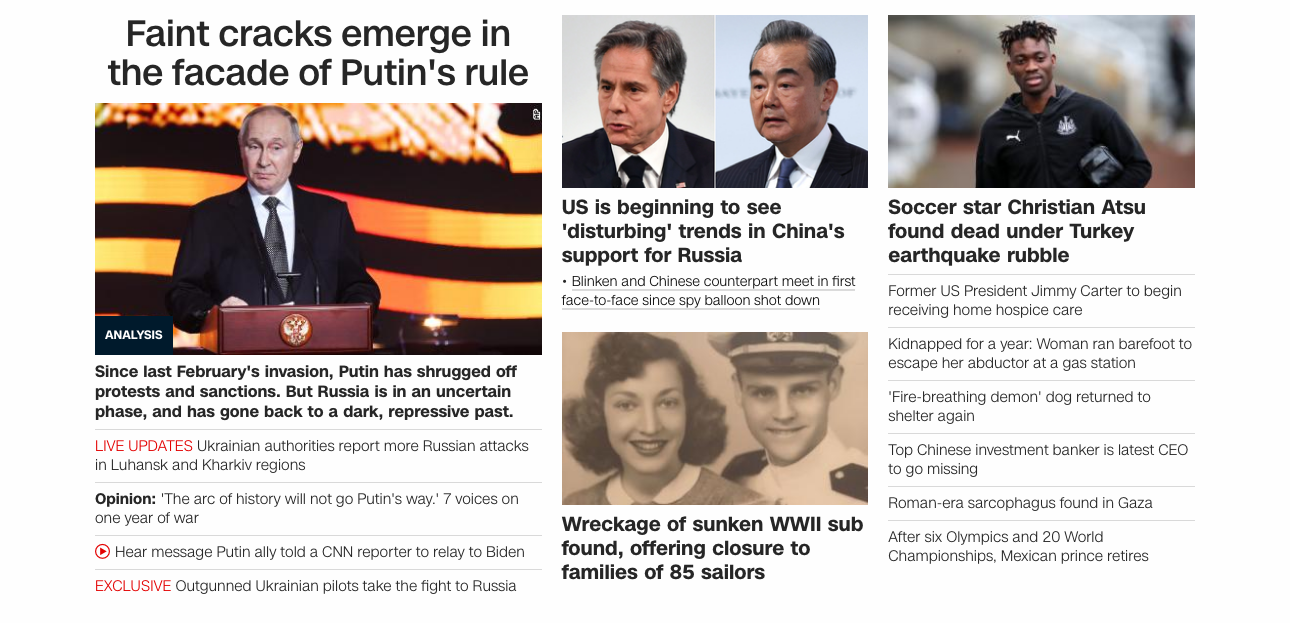 Faint cracks emerge in
the facade of Putin's rule
AP
ANALYSIS
Since last February's invasion, Putin has shrugged off
protests and sanctions. But Russia is in an uncertain
phase, and has gone back to a dark, repressive past.
LIVE UPDATES Ukrainian authorities report more Russian attacks
in Luhansk and Kharkiv regions
Opinion: 'The arc of history will not go Putin's way.' 7 voices on
one year of war
Hear message Putin ally told a CNN reporter to relay to Biden
EXCLUSIVE Outgunned Ukrainian pilots take the fight to Russia
US is beginning to see
'disturbing' trends in China's
support for Russia
• Blinken and Chinese counterpart meet in first
face-to-face since spy balloon shot down
Wreckage of sunken WWII sub
found, offering closure to
families of 85 sailors
Soccer star Christian Atsu
found dead under Turkey
earthquake rubble
Former US President Jimmy Carter to begin
receiving home hospice care
Kidnapped for a year: Woman ran barefoot to
escape her abductor at a gas station
'Fire-breathing demon' dog returned to
shelter again
Top Chinese investment banker is latest CEO
to go missing
Roman-era sarcophagus found in Gaza
After six Olympics and 20 World
Championships, Mexican prince retires